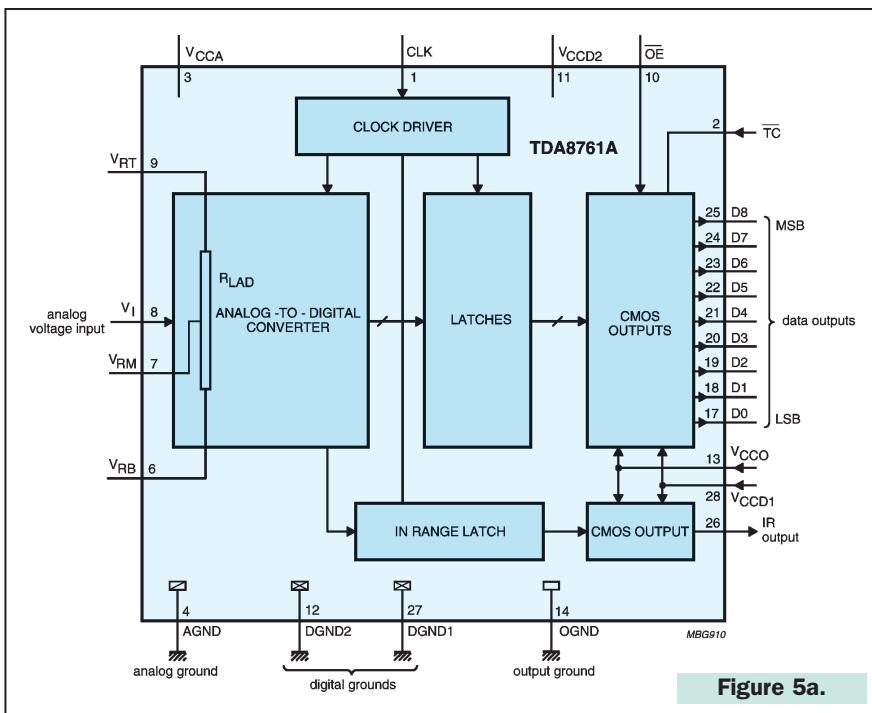 VCCA
CLK
VCCD2
OE
3
1
11
10
CLOCK DRIVER
TDA8761A
2
TC
VRT
9
25
D8
MSB
24
D7
23
D6
22
D5
21
D4
20
D3
19
D2
18
D1
17
D0
LSB
data outputs
RLAD
ANALOG -TO - DIGITAL
CONVERTER
LATCHES
CMOS
OUTPUTS
analog
voltage input
VI
8
VRM
7
VRB
6
13
VCCO
28
VCCD1
IN RANGE LATCH
CMOS OUTPUT
26
IR
output
4
12
27
14
AGND
DGND2
DGND1
OGND
MBG910
analog ground
digital grounds
output ground
Figure 5a.